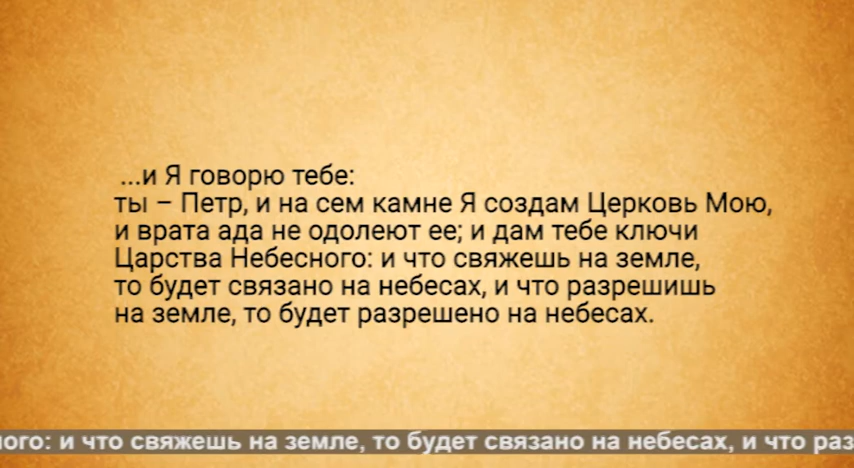 ...и Я говорю тебе:
ты – Петр, и на сем камне Я создам Церковь Мою,
и врата ада не одолеют ее; и дам тебе ключи
Царства Небесного: и что свяжешь на земле,
то будет связано на небесах, и что разрешишь
на земле, то будет разрешено на небесах.
ного: и что свяжешь на земле, то будет связано на небесах, и что раз